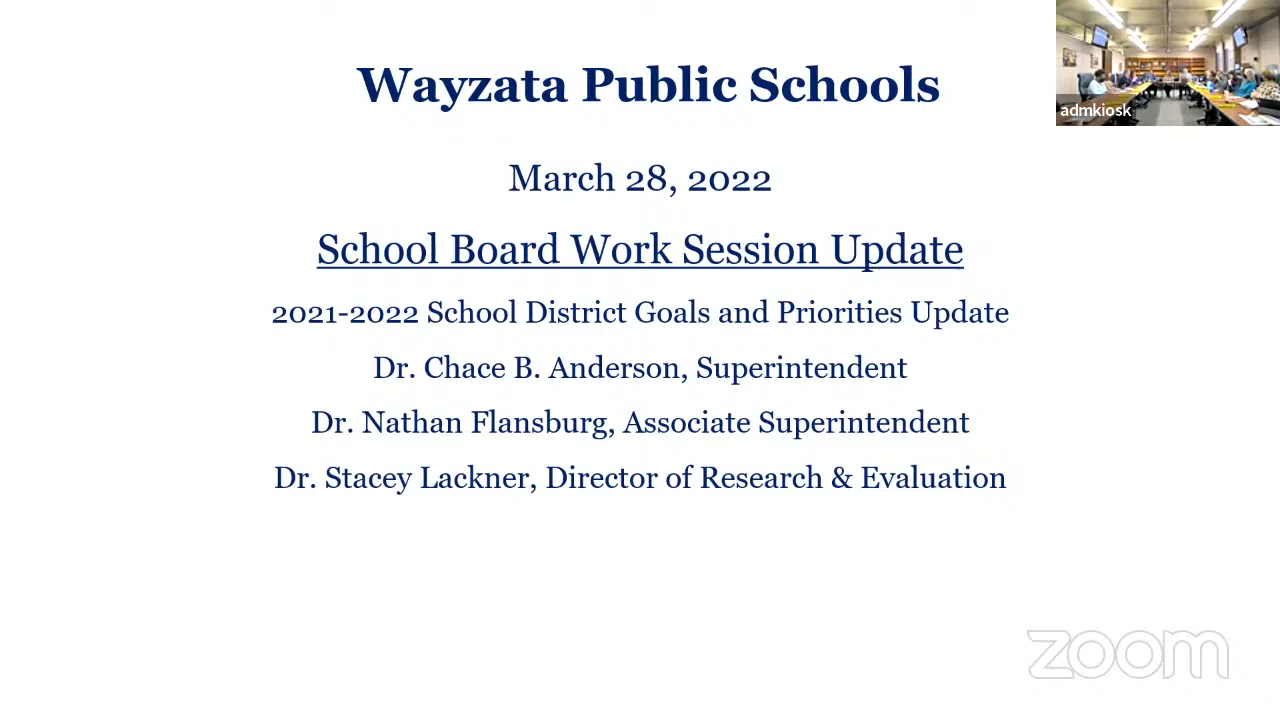 Wayzata Public Schools
admkiosk
March 28, 2022
School Board Work Session Update
2021-2022 School District Goals and Priorities Update
Dr. Chace B. Anderson, Superintendent
Dr. Nathan Flansburg, Associate Superintendent
Dr. Stacey Lackner, Director of Research & Evaluation
zoom